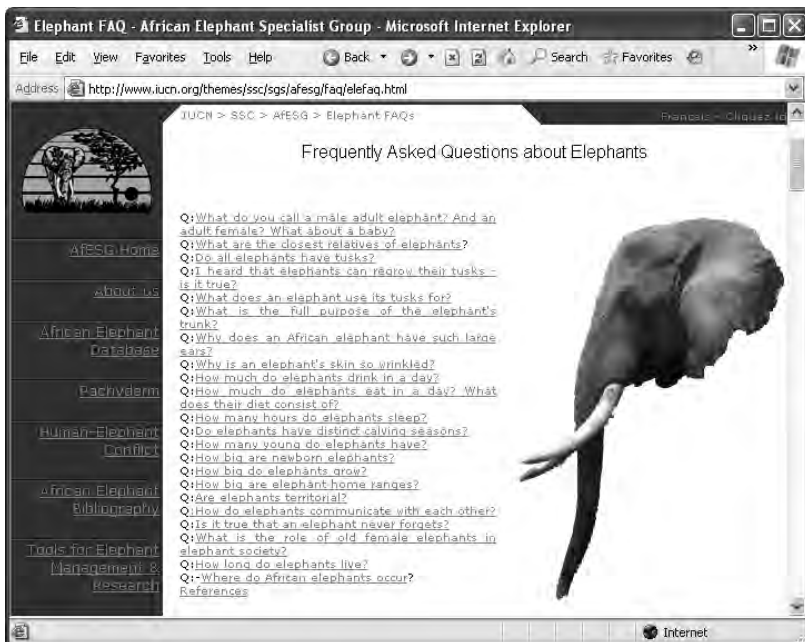 Elephant FAQ - African Elephant Specialist Group - Microsoft Internet Explorer
File Edit View Favorites Tools Help Back Search Favorites »
Address http://www.iucn.org/themes/ssc/sgs/afesg/faq/elefaq.html
IUCN > SSC > AfESG > Elephant FAQs
Francais - Cliquez
Frequently Asked Questions about Elephants
AfESG Home
About us
African Elephant
Database
Pachyderm
Human-Elephant
Conflict
African Elephant
Bibliography
Tools for Elephant
Management &
Research
Q:What do you call a male adult elephant? And an
adult female? What about a baby?
Q:What are the closest relatives of elephants?
Q:Do all elephants have tusks?
Q:I heard that elephants can regrow their tusks -
is it true?
Q:What does an elephant use its tusks for?
Q:What is the full purpose of the elephant's
trunk?
Q:Why does an African elephant have such large
ears?
Q:Why is an elephant's skin so wrinkled?
Q:How much do elephants drink in a day?
Q:How much do elephants eat in a day? What
does their diet consist of?
Q:How many hours do elephants sleep?
Q:Do elephants have distinct calving seasons?
Q:How many young do elephants have?
Q:How big are newborn elephants?
Q:How big do elephants grow?
Q:How big are elephant home ranges?
Q:Are elephants territorial?
Q:How do elephants communicate with each other?
Q:Is it true that an elephant never forgets?
Q:What is the role of old female elephants in
elephant society?
Q:How long do elephants live?
Q:-Where do African elephants occur?
References
Internet